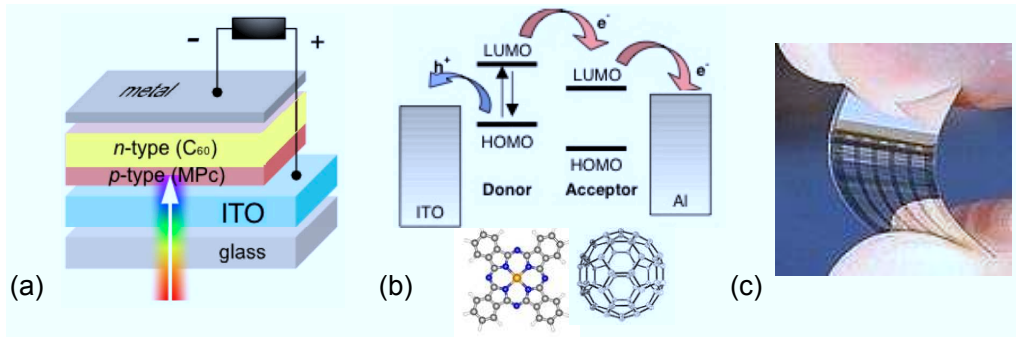 − +
metal
n-type (C₆₀)
p-type (MPc)
ITO
glass
(a)
e⁻
LUMO
h⁺
LUMO
e⁻
HOMO
HOMO
Donor Acceptor
ITO
Al
(b)
(c)